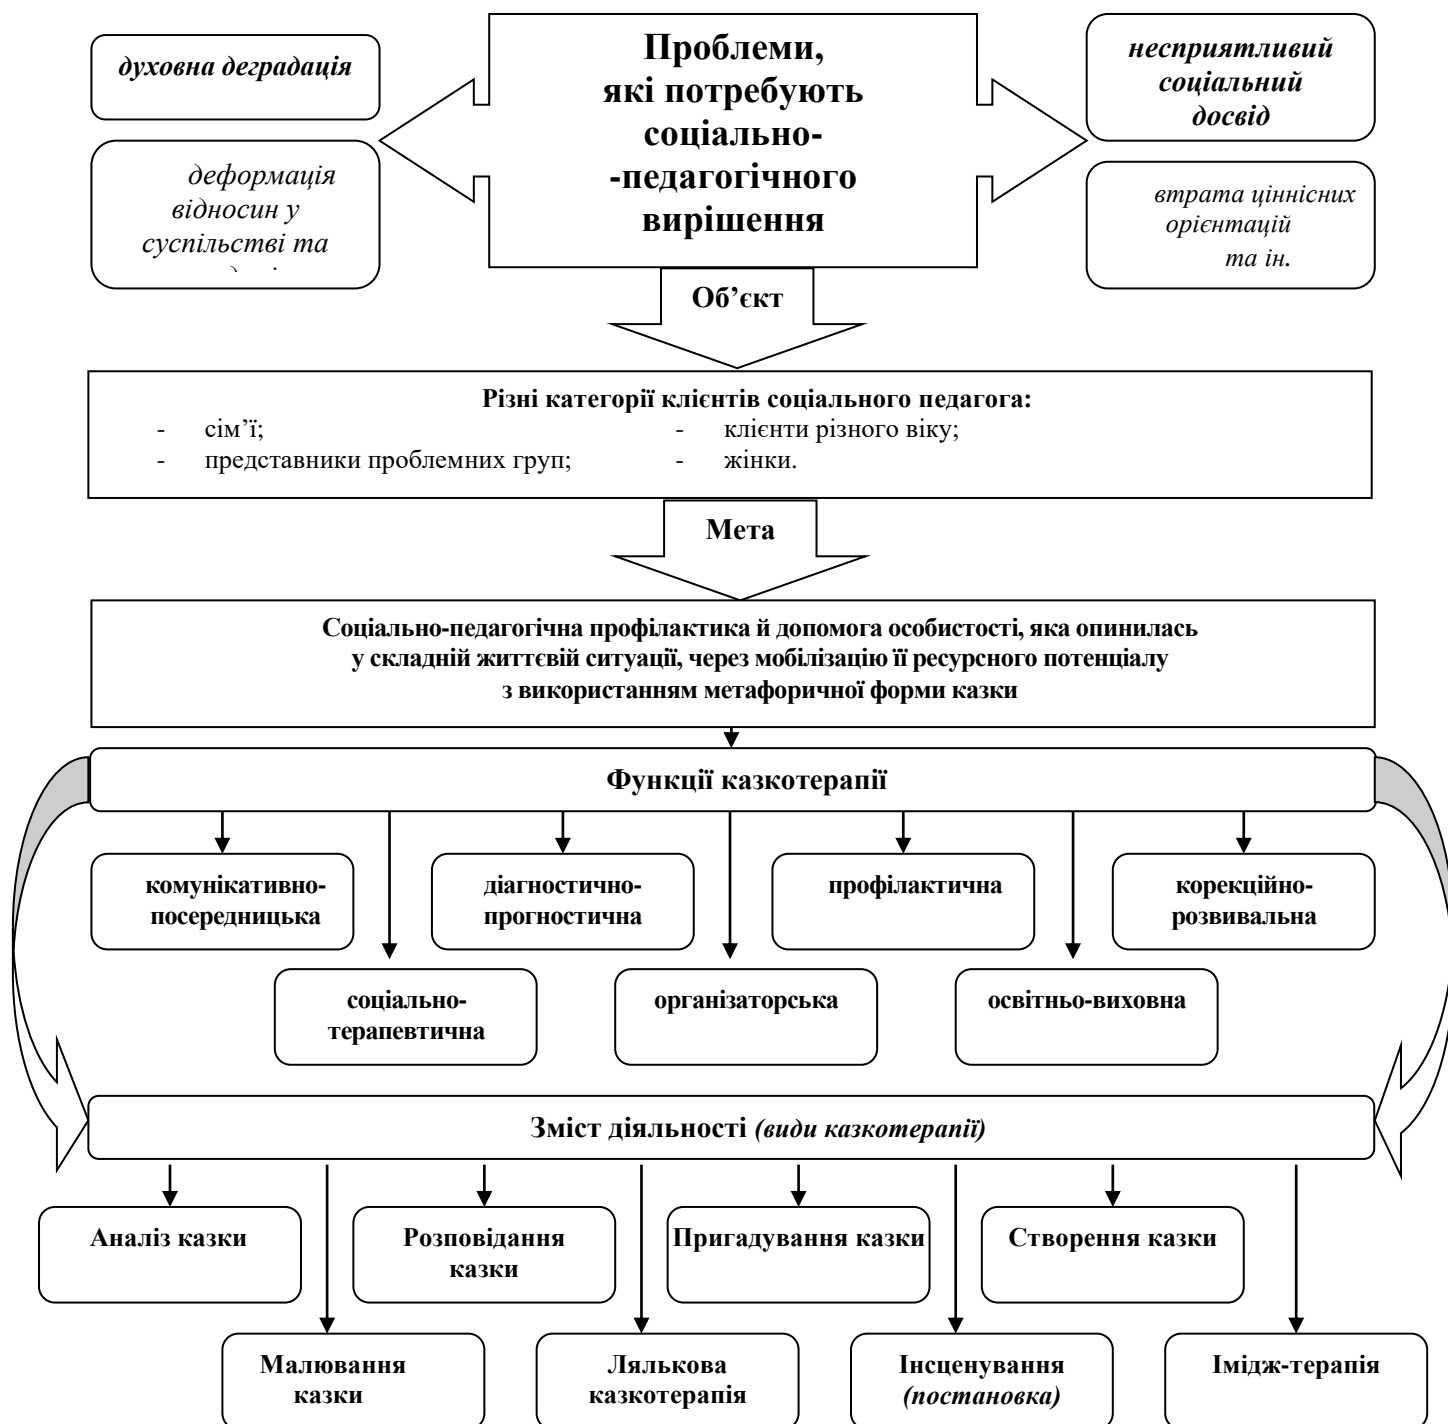 духовна деградація
деформація
відносин у
суспільстві та
Проблеми,
які потребують
соціально-
-педагогічного
вирішення
несприятливий
соціальний
досвід
втрата ціннісних
орієнтацій
та ін.
Об’єкт
Різні категорії клієнтів соціального педагога:
- сім’ї;
- представники проблемних груп;
- клієнти різного віку;
- жінки.
Мета
Соціально-педагогічна профілактика й допомога особистості, яка опинилась
у складній життєвій ситуації, через мобілізацію її ресурсного потенціалу
з використанням метафоричної форми казки
Функції казкотерапії
комунікативно-
посередницька
діагностично-
прогностична
профілактична
корекційно-
розвивальна
соціально-
терапевтична
організаторська
освітньо-виховна
Зміст діяльності (види казкотерапії)
Аналіз казки
Розповідання
казки
Пригадування казки
Створення казки
Малювання
казки
Лялькова
казкотерапія
Інсценування
(постановка)
Імідж-терапія